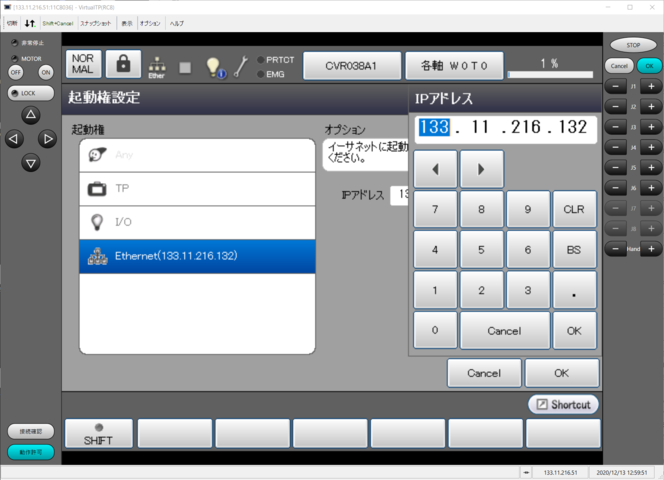 [133.11.216.31:11C8036] - VirtualTP(RC8)
切断 Shift+Cancel スナップショット 表示 オプション ヘルプ
非常停止
MOTOR
OFF ON
LOCK
NOR
MAL
Ether
PRTCT
EMG
CVR038A1
各軸 W0T0
1 %
STOP
Cancel OK
起動権設定
IPアドレス
133 . 11 . 216 . 132
起動権
Any
TP
I/O
Ethernet(133.11.216.132)
オプション
イーサネットに起動
ください。
IPアドレス 13
7 8 9 CLR
4 5 6 BS
1 2 3 .
0 Cancel OK
Cancel OK
Shortcut
SHIFT
− J1 +
− J2 +
− J3 +
− J4 +
− J5 +
− J6 +
− J7 +
− J8 +
− Hand +
接続確認
動作許可
133.11.216.51 2020/12/13 12:59:51